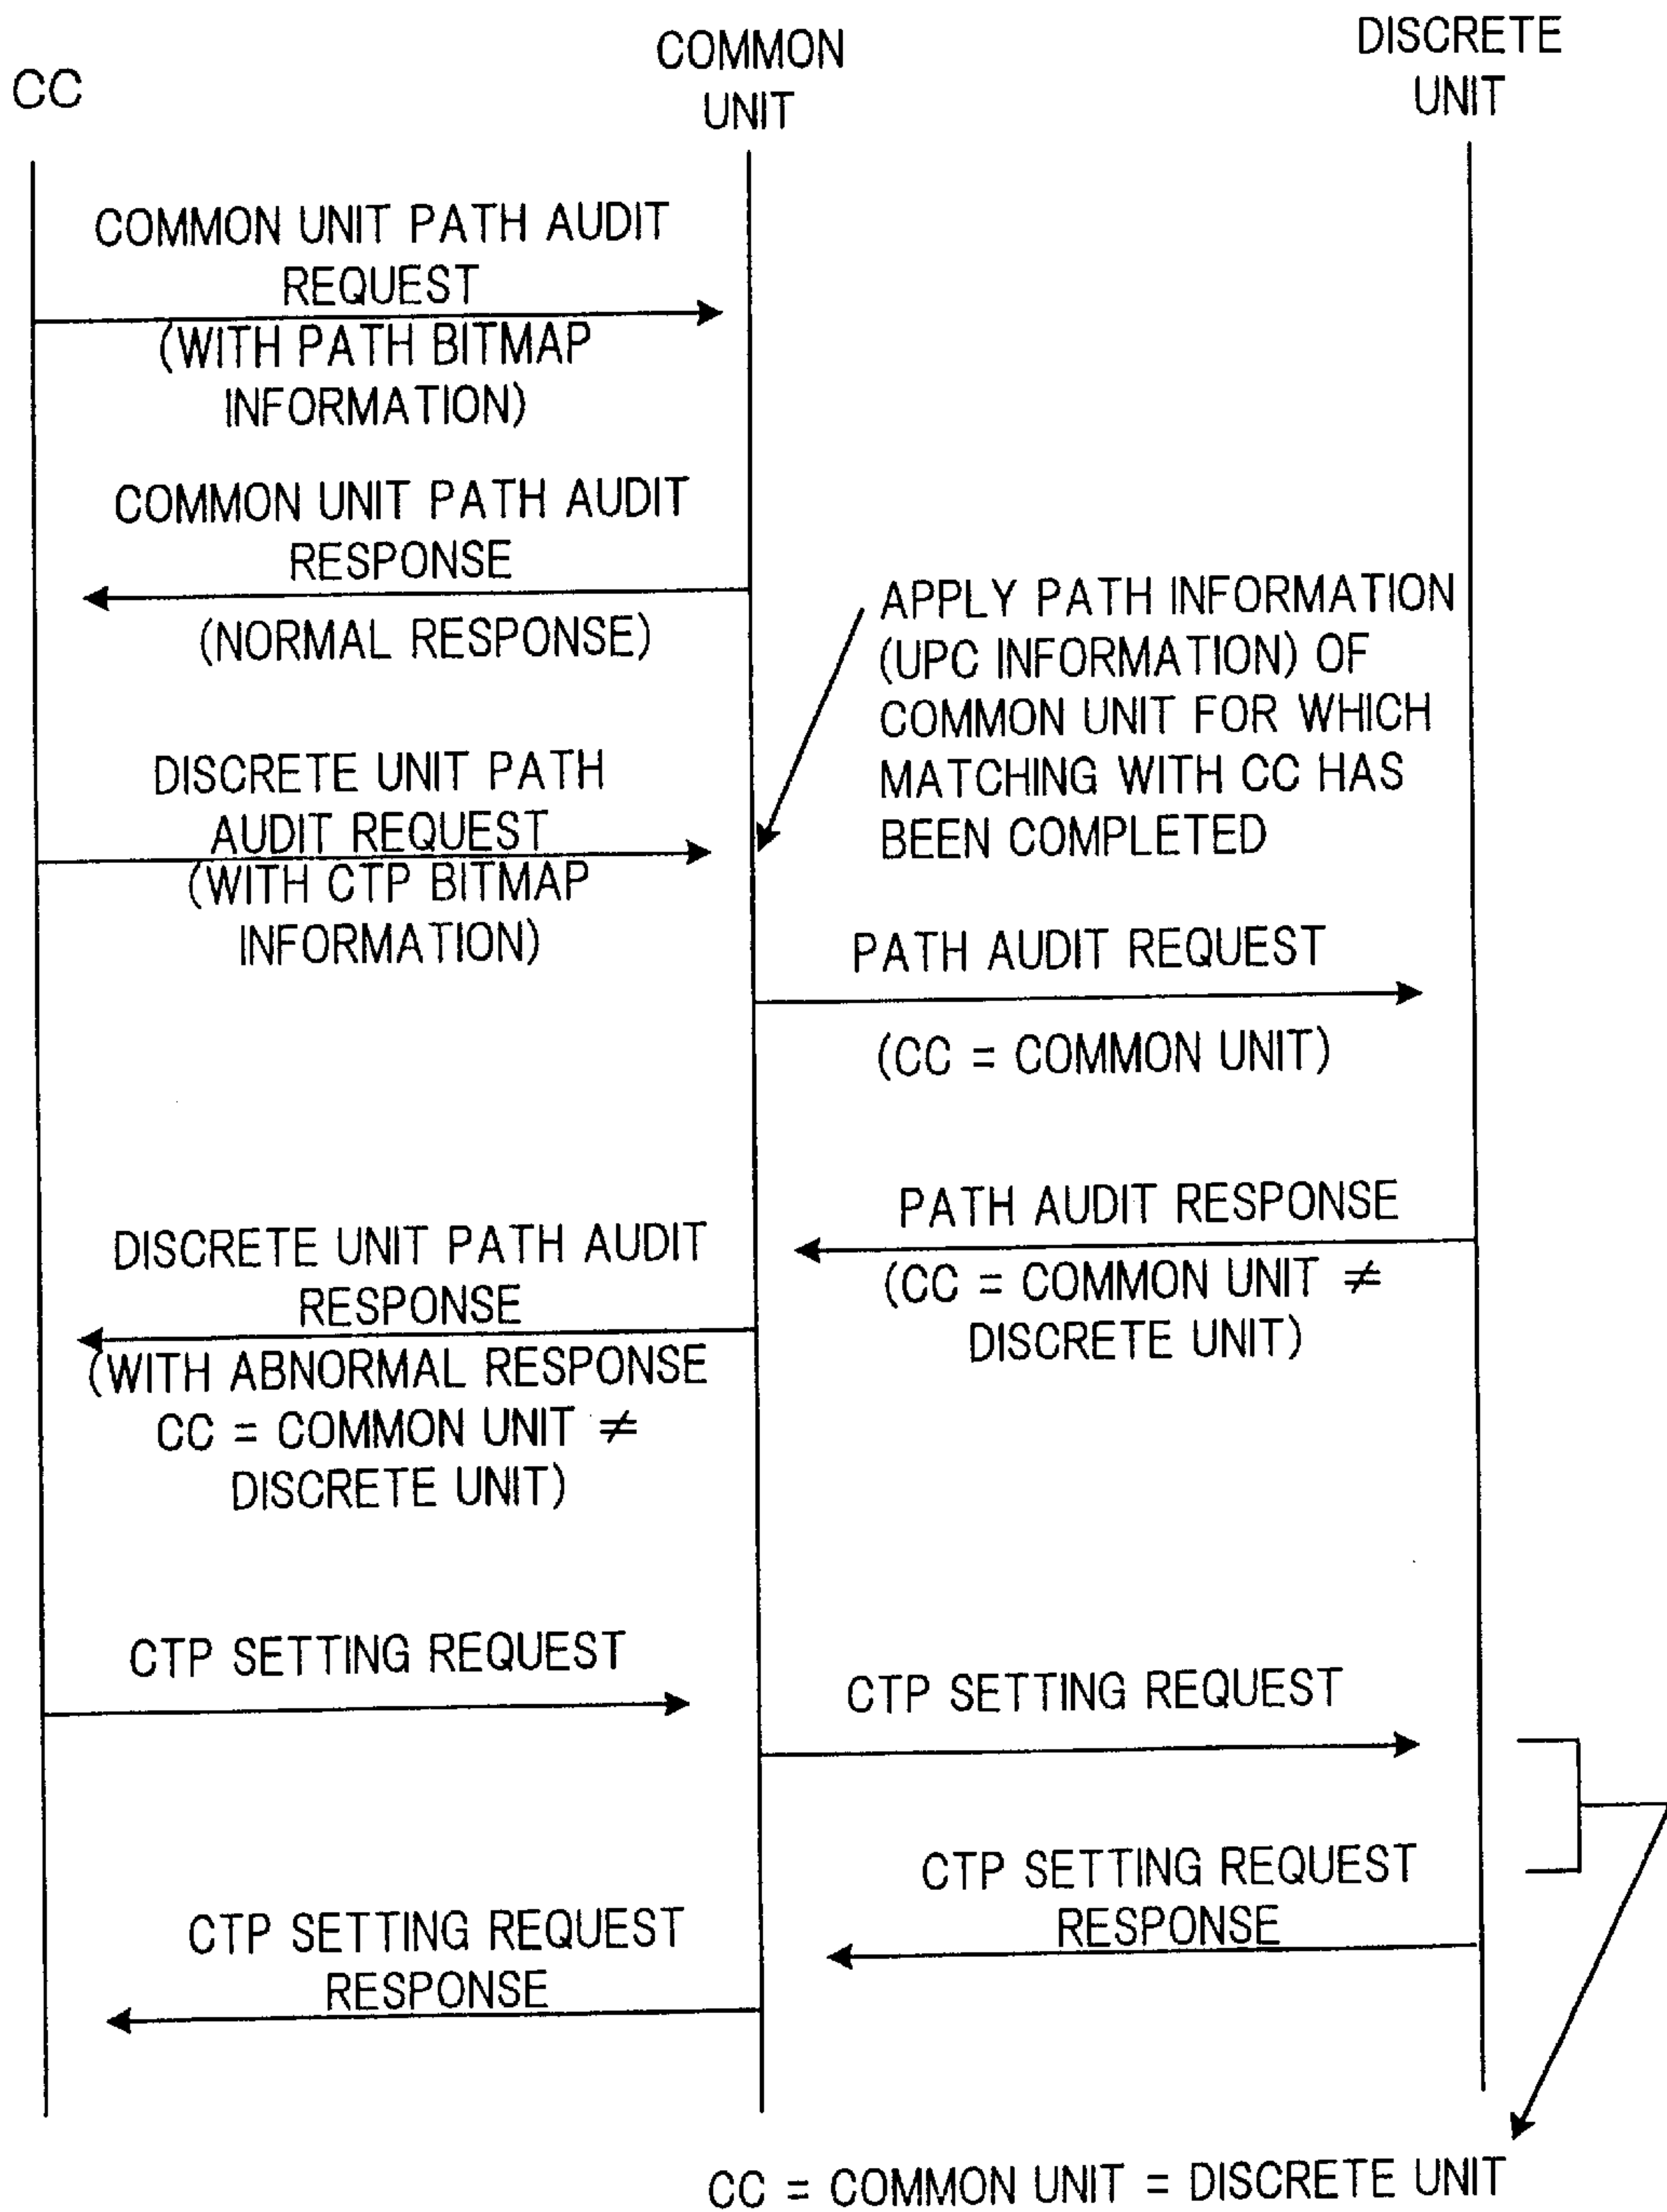 CC
COMMON
UNIT
DISCRETE
UNIT
COMMON UNIT PATH AUDIT
REQUEST
(WITH PATH BITMAP
INFORMATION)
COMMON UNIT PATH AUDIT
RESPONSE
(NORMAL RESPONSE)
APPLY PATH INFORMATION
(UPC INFORMATION) OF
COMMON UNIT FOR WHICH
MATCHING WITH CC HAS
BEEN COMPLETED
DISCRETE UNIT PATH
AUDIT REQUEST
(WITH CTP BITMAP
INFORMATION)
PATH AUDIT REQUEST
(CC = COMMON UNIT)
PATH AUDIT RESPONSE
(CC = COMMON UNIT ≠
DISCRETE UNIT)
DISCRETE UNIT PATH AUDIT
RESPONSE
(WITH ABNORMAL RESPONSE
CC = COMMON UNIT ≠
DISCRETE UNIT)
CTP SETTING REQUEST
CTP SETTING REQUEST
CTP SETTING REQUEST
RESPONSE
CTP SETTING REQUEST
RESPONSE
CC = COMMON UNIT = DISCRETE UNIT